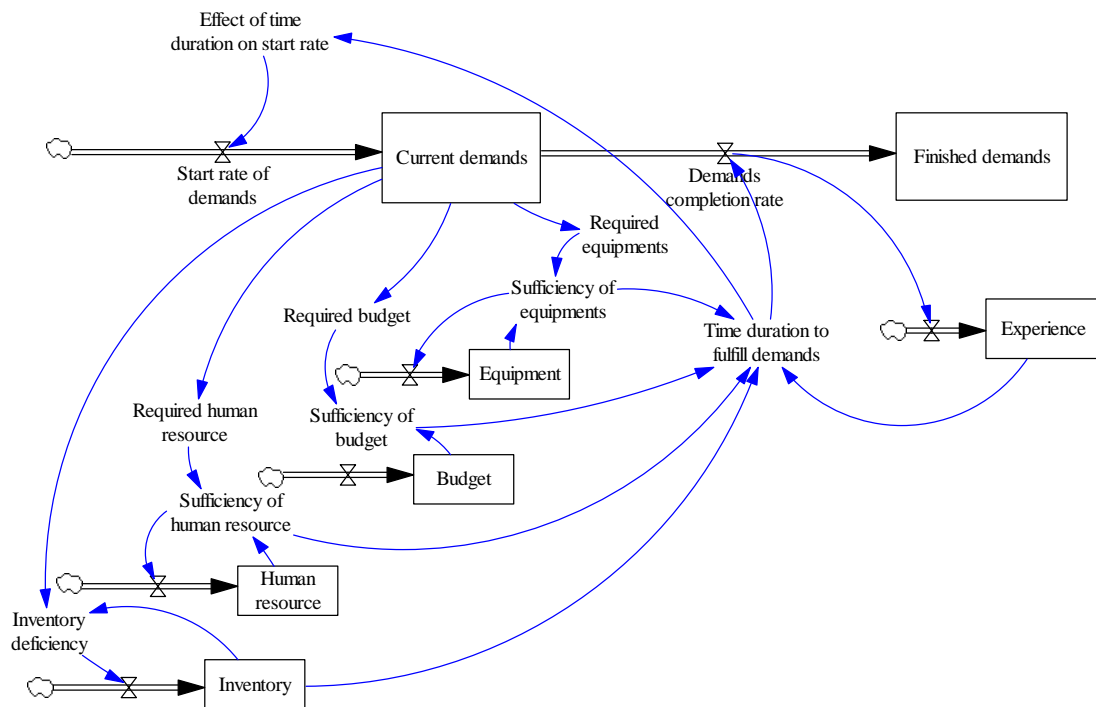 Effect of time
duration on start rate
Current demands
Finished demands
Start rate of
demands
Demands
completion rate
Required
equipments
Sufficiency of
equipments
Required budget
Time duration to
fulfill demands
Experience
Equipment
Required human
resource
Sufficiency of
budget
Budget
Sufficiency of
human resource
Human
resource
Inventory
deficiency
Inventory